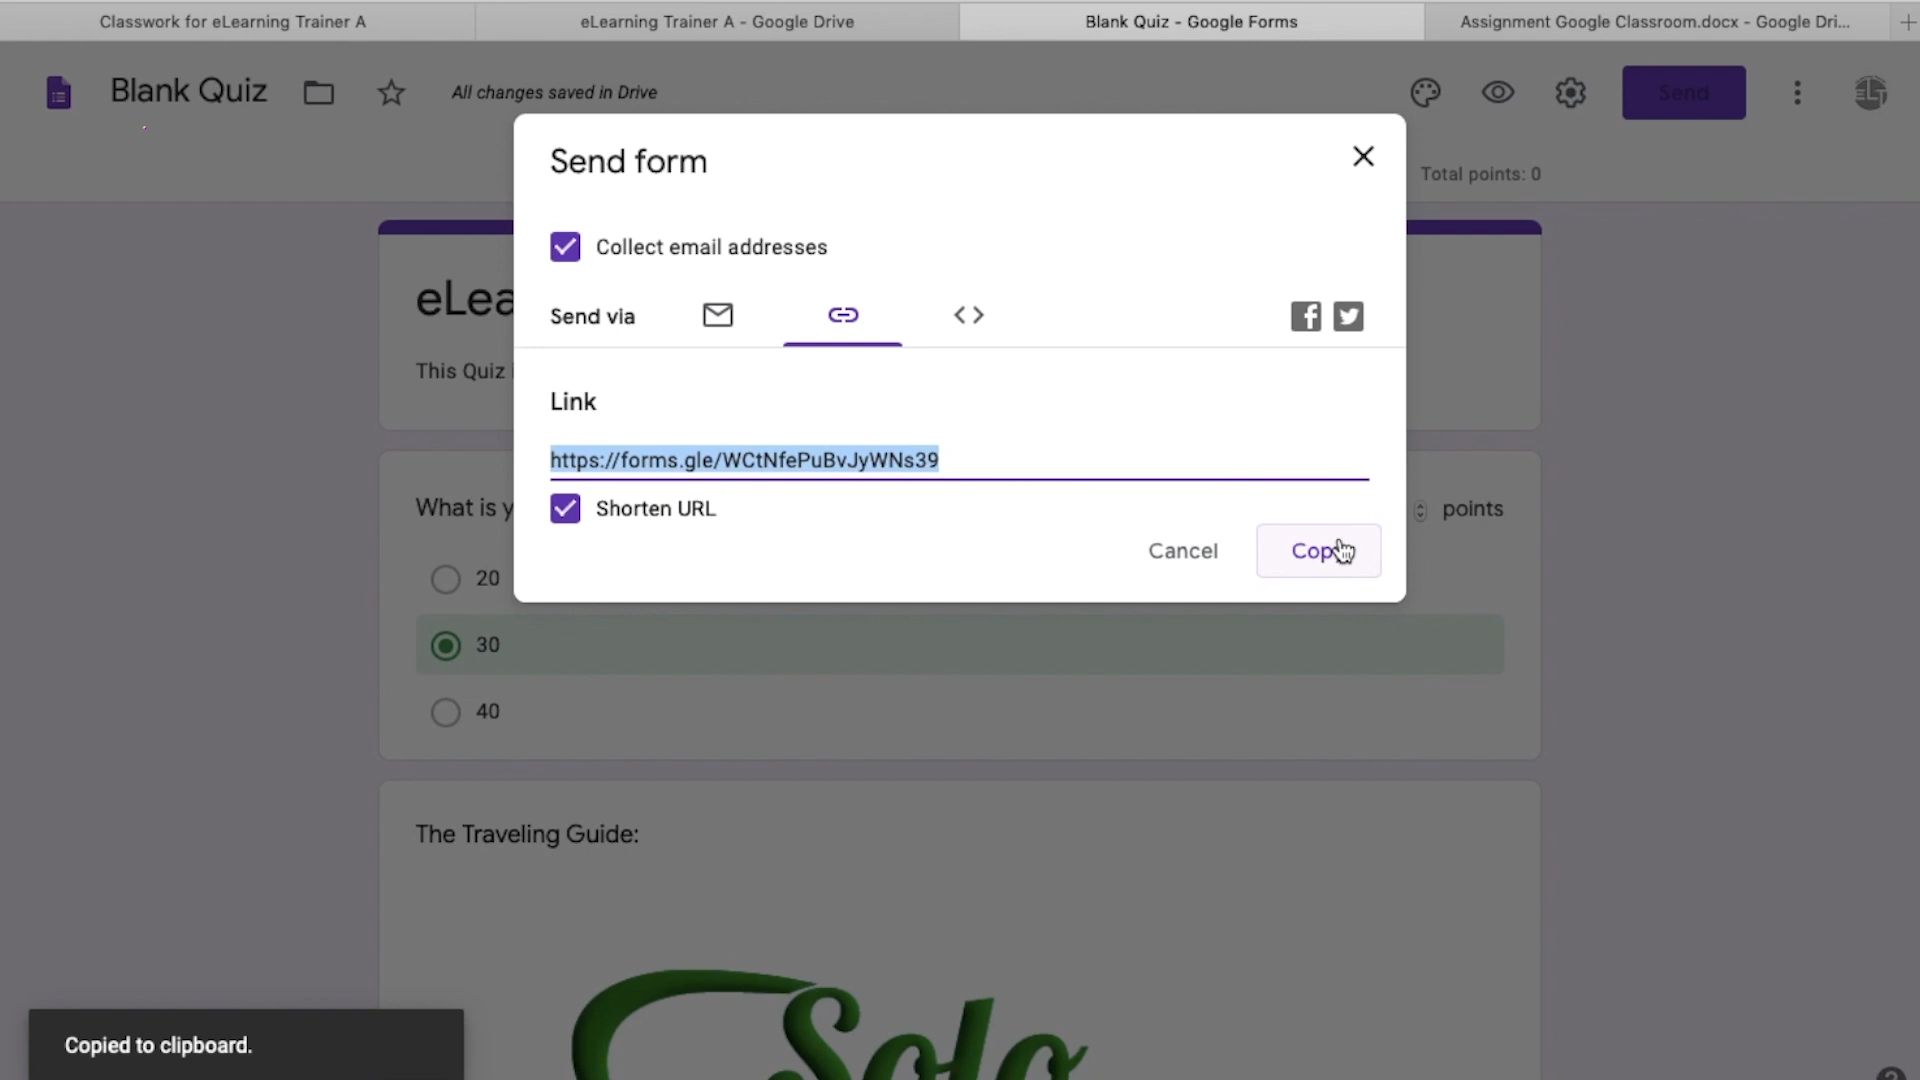 Classwork for eLearning Trainer A
eLearning Trainer A - Google Drive
Blank Quiz - Google Forms
Assignment Google Classroom.docx - Google Dri...
Blank Quiz
All changes saved in Drive
Send
Send form
Total points: 0
Collect email addresses
eLea
Send via
This Quiz
Link
https://forms.gle/WCtNfePuBvJyWNs39
What is y
Shorten URL
points
Cancel
Cop
20
30
40
The Traveling Guide:
Solo
Copied to clipboard.